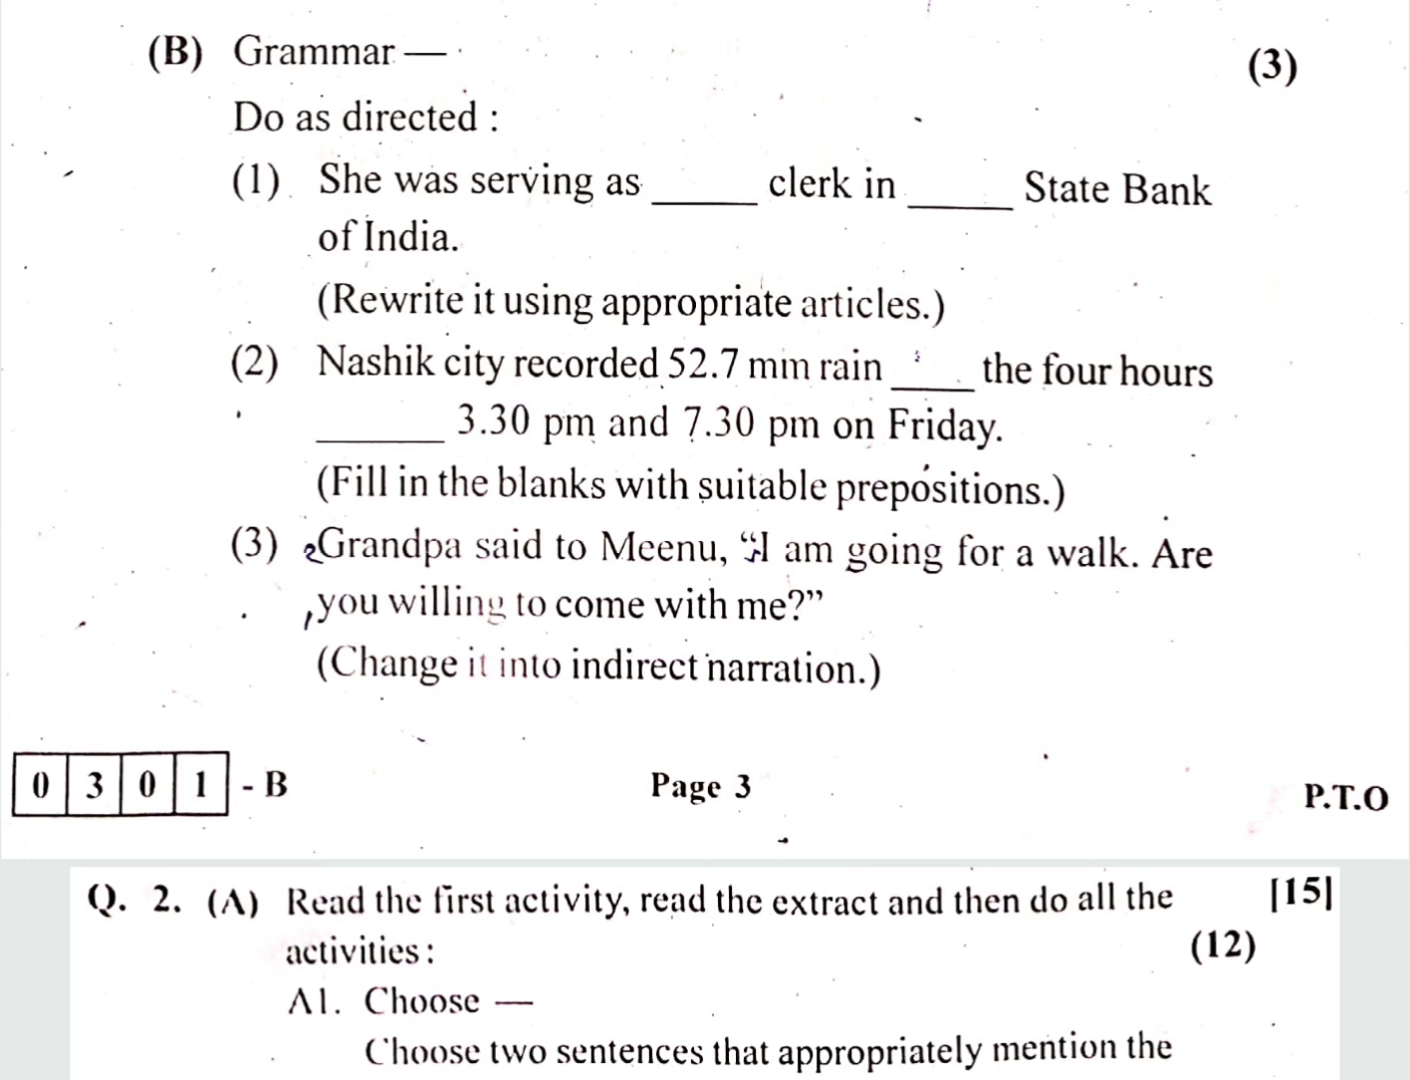 (B) Grammar — (3)
Do as directed :
(1) She was serving as _____ clerk in _____ State Bank
of India.
(Rewrite it using appropriate articles.)
(2) Nashik city recorded 52.7 mm rain ____ the four hours
______ 3.30 pm and 7.30 pm on Friday.
(Fill in the blanks with suitable prepositions.)
(3) Grandpa said to Meenu, “I am going for a walk. Are
you willing to come with me?”
(Change it into indirect narration.)
0 3 0 1 - B Page 3 P.T.O
Q. 2. (A) Read the first activity, read the extract and then do all the [15]
activities : (12)
A1. Choose —
Choose two sentences that appropriately mention the